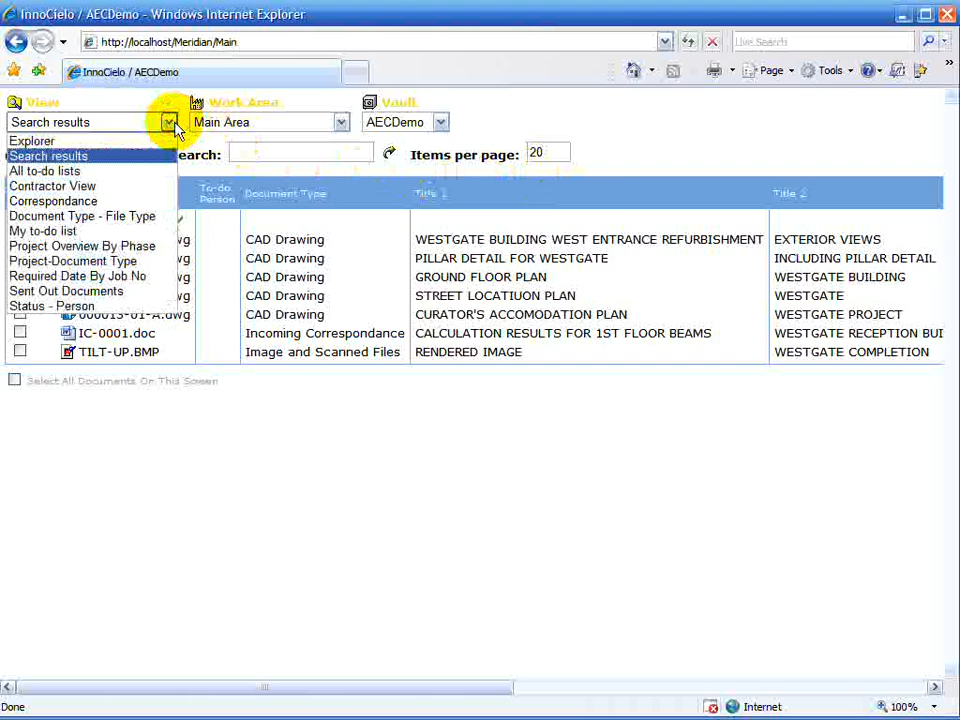 InnoCielo / AECDemo - Windows Internet Explorer
http://localhost/Meridian/Main
Live Search
InnoCielo / AECDemo
Page
Tools
»
View
Work Area
Vault
Search results
Main Area
AECDemo
Explorer
Search results
All to-do lists
Contractor View
Correspondance
Document Type - File Type
My to-do list
Project Overview By Phase
Project-Document Type
Required Date By Job No
Sent Out Documents
Status - Person
earch:
Items per page:
20
To-do Person
Document Type
Title 1
Title 2
wg CAD Drawing WESTGATE BUILDING WEST ENTRANCE REFURBISHMENT EXTERIOR VIEWS
wg CAD Drawing PILLAR DETAIL FOR WESTGATE INCLUDING PILLAR DETAIL
wg CAD Drawing GROUND FLOOR PLAN WESTGATE BUILDING
wg CAD Drawing STREET LOCATIUON PLAN WESTGATE
000013-01-A.dwg CAD Drawing CURATOR'S ACCOMODATION PLAN WESTGATE PROJECT
IC-0001.doc Incoming Correspondance CALCULATION RESULTS FOR 1ST FLOOR BEAMS WESTGATE RECEPTION BUI
TILT-UP.BMP Image and Scanned Files RENDERED IMAGE WESTGATE COMPLETION
Select All Documents On This Screen
Done
Internet
100%